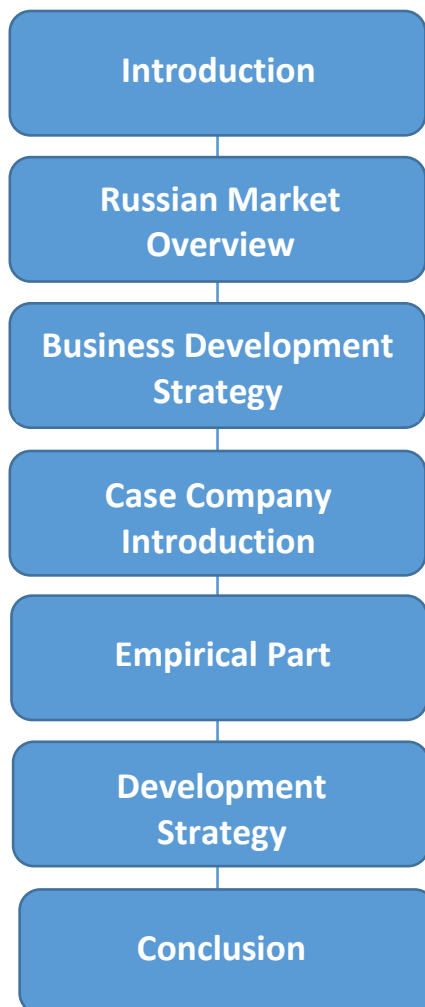 Introduction
Russian Market
Overview
Business Development
Strategy
Case Company
Introduction
Empirical Part
Development
Strategy
Conclusion